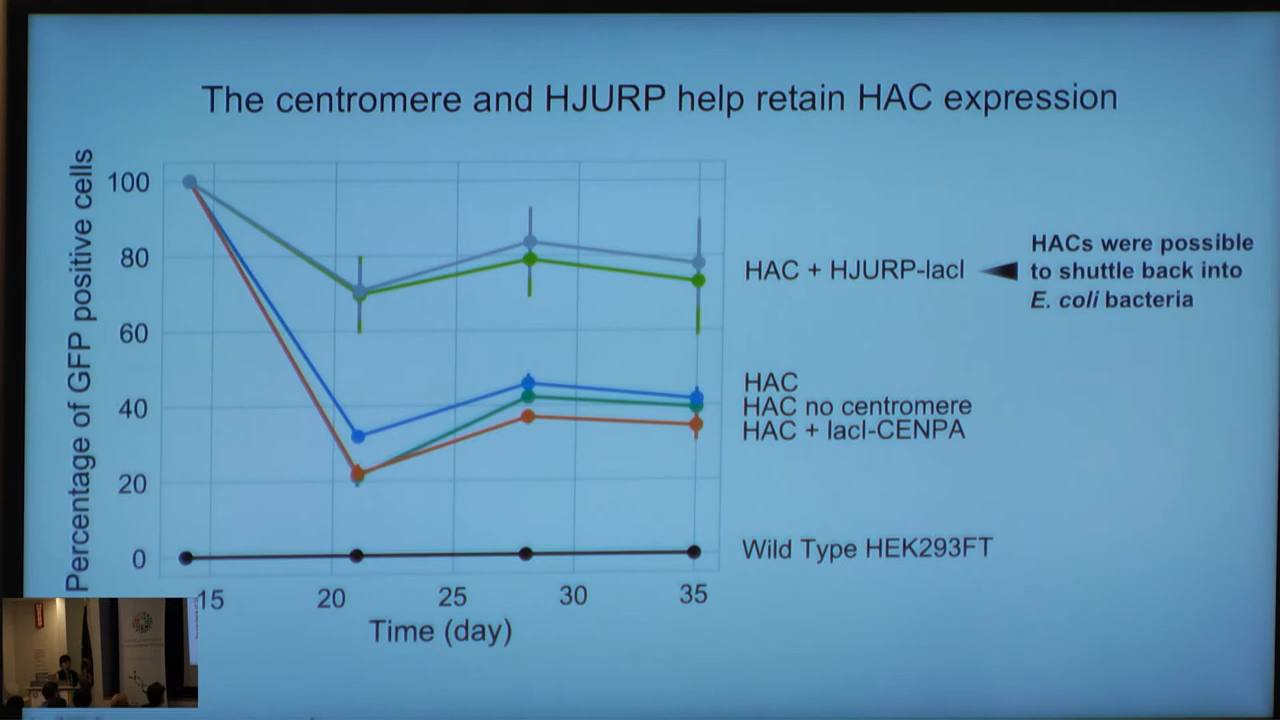 The centromere and HJURP help retain HAC expression
Percentage of GFP positive cells
100
80
60
40
20
0
15
20
25
30
35
Time (day)
HAC + HJURP-lacI
HACs were possible
to shuttle back into
E. coli bacteria
HAC
HAC no centromere
HAC + lacI-CENPA
Wild Type HEK293FT